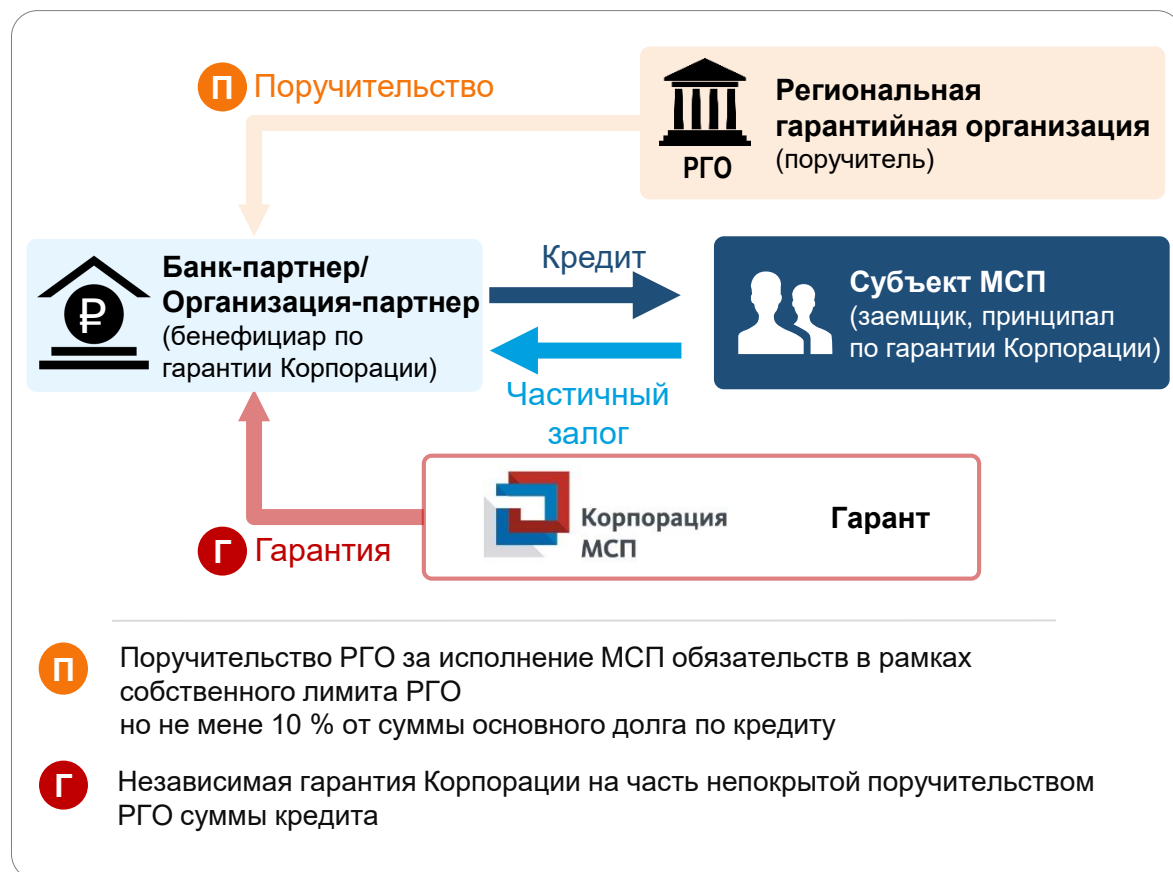 П Поручительство
Региональная
гарантийная организация
(поручитель)
РГО
Банк-партнер/
Организация-партнер
(бенефициар по
гарантии Корпорации)
₽
Кредит
Частичный
залог
Субъект МСП
(заемщик, принципал
по гарантии Корпорации)
Корпорация
МСП
Гарант
Г Гарантия
П
Поручительство РГО за исполнение МСП обязательств в рамках
собственного лимита РГО
но не мене 10 % от суммы основного долга по кредиту
Г
Независимая гарантия Корпорации на часть непокрытой поручительством
РГО суммы кредита